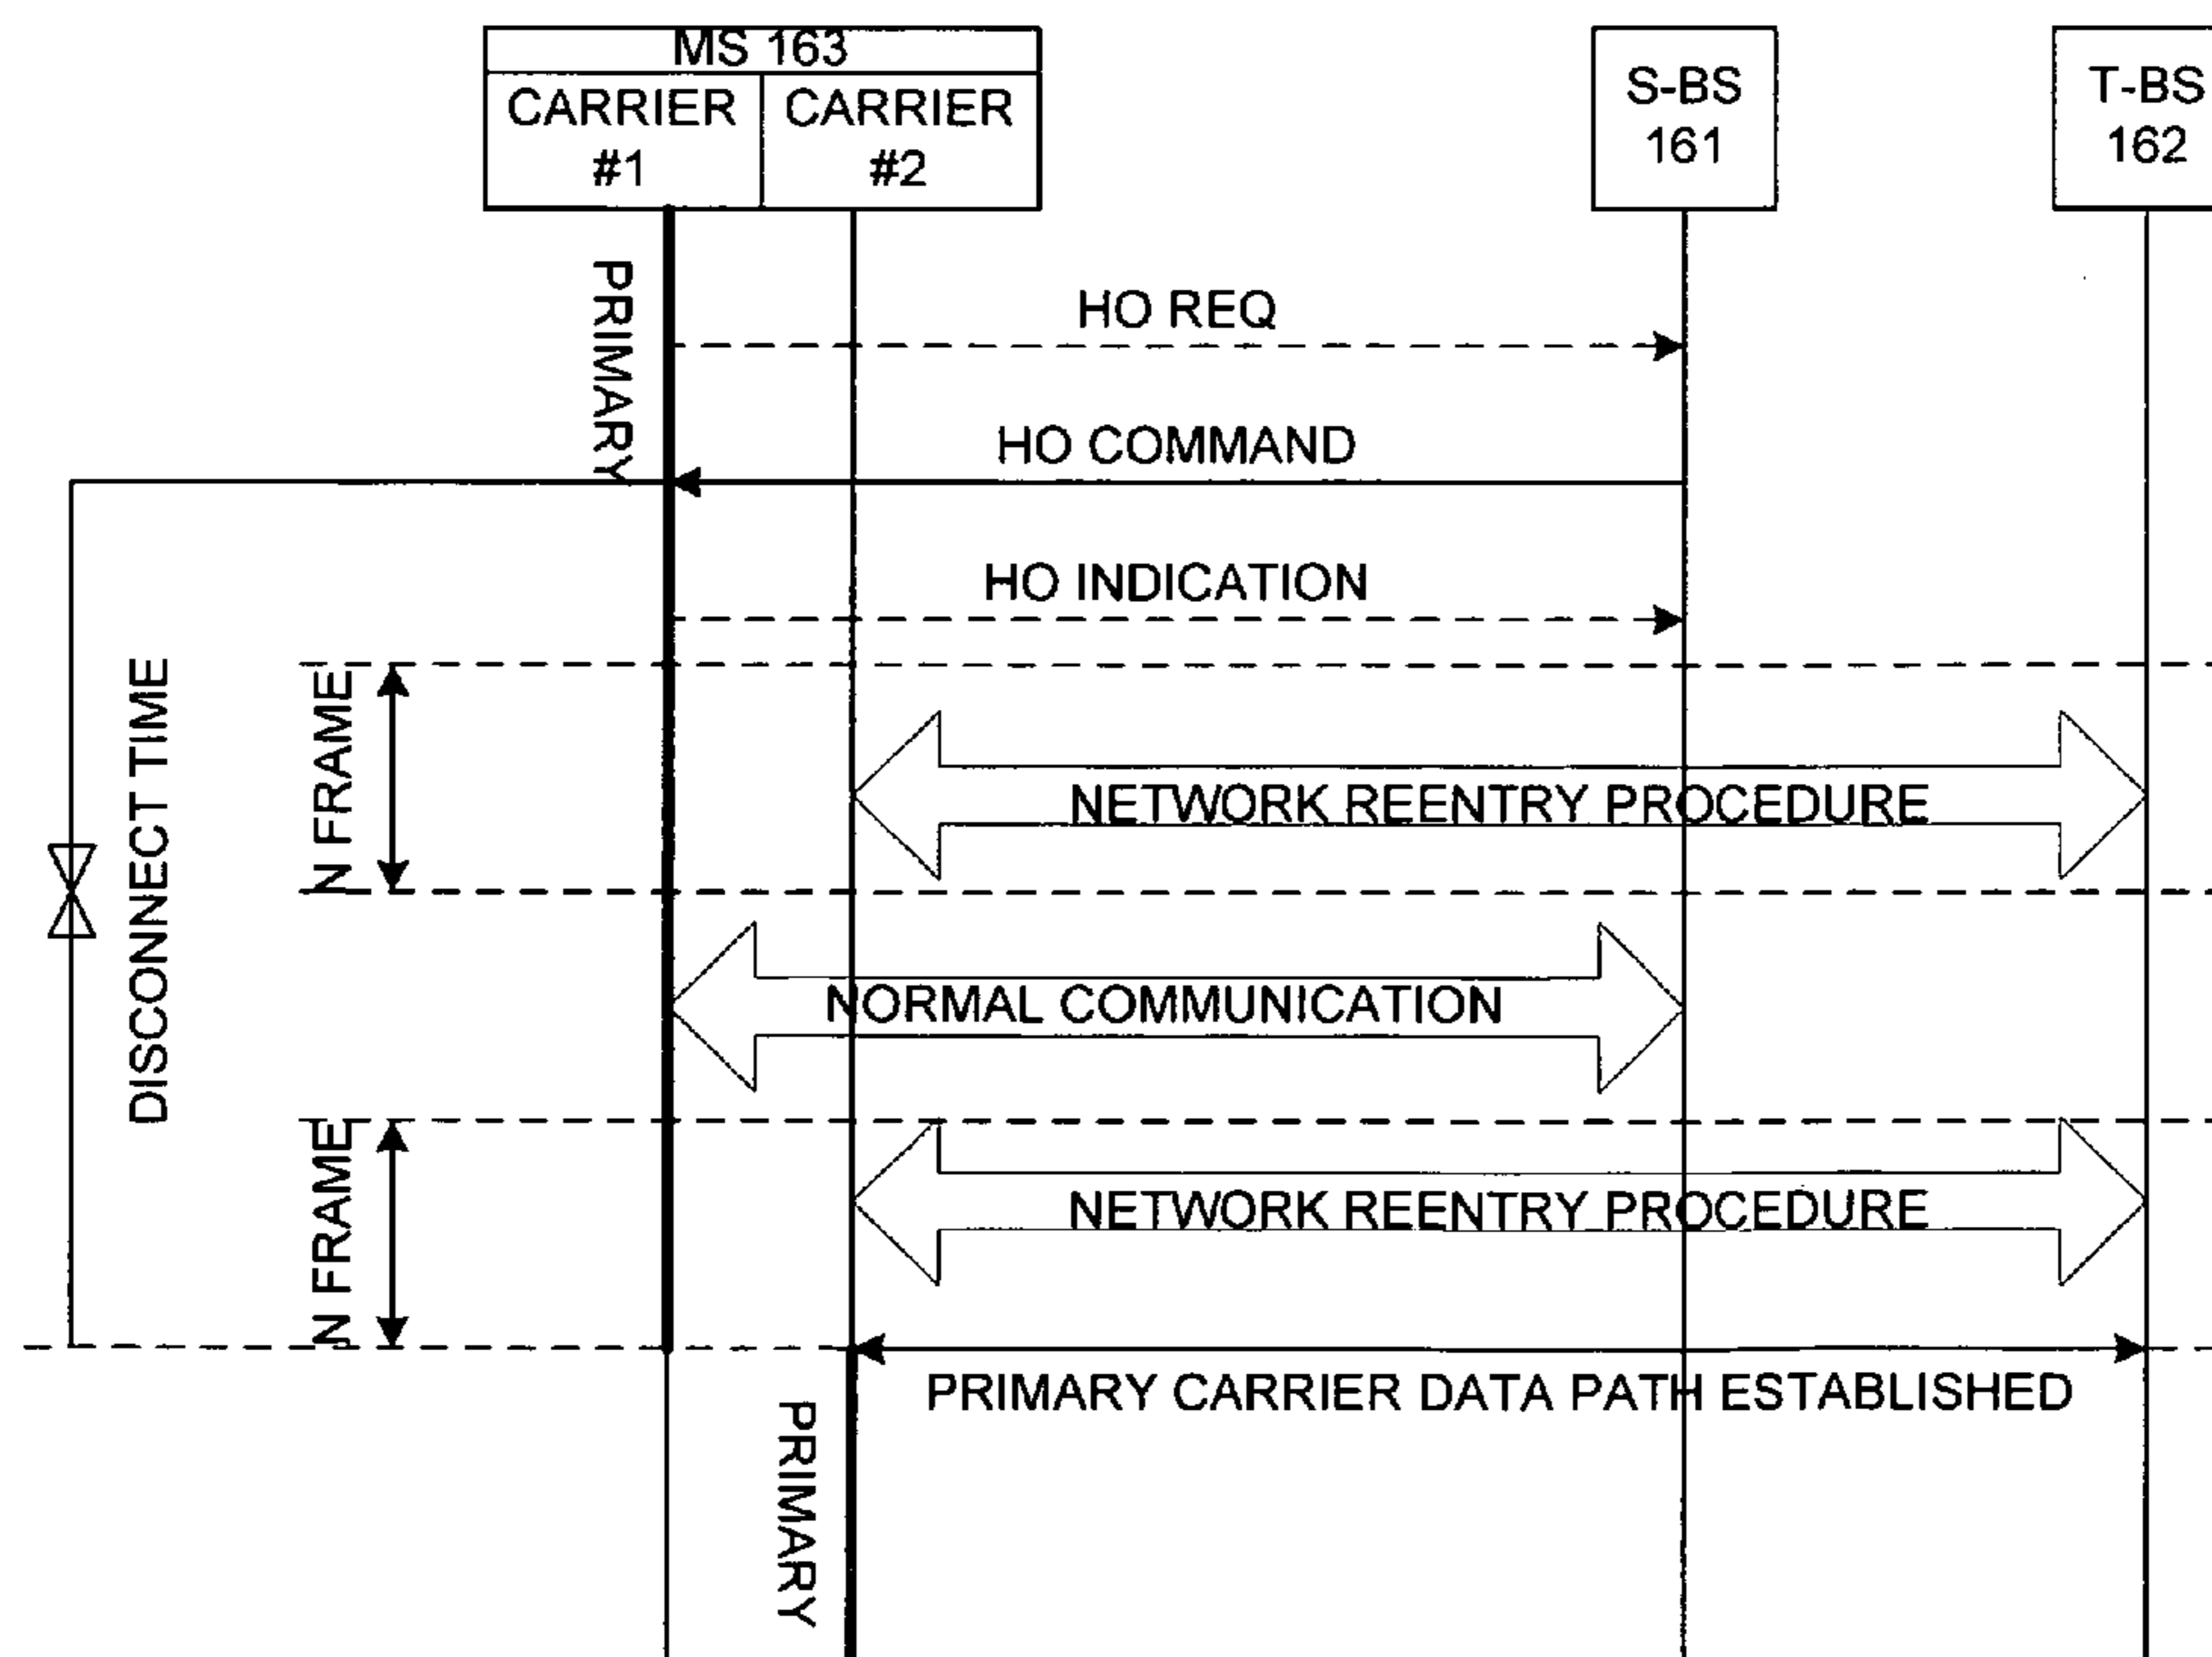 MS 163
CARRIER
#1
CARRIER
#2
S-BS
161
T-BS
162
PRIMARY
HO REQ
HO COMMAND
HO INDICATION
DISCONNECT TIME
N FRAME
NETWORK REENTRY PROCEDURE
NORMAL COMMUNICATION
N FRAME
NETWORK REENTRY PROCEDURE
PRIMARY CARRIER DATA PATH ESTABLISHED
PRIMARY